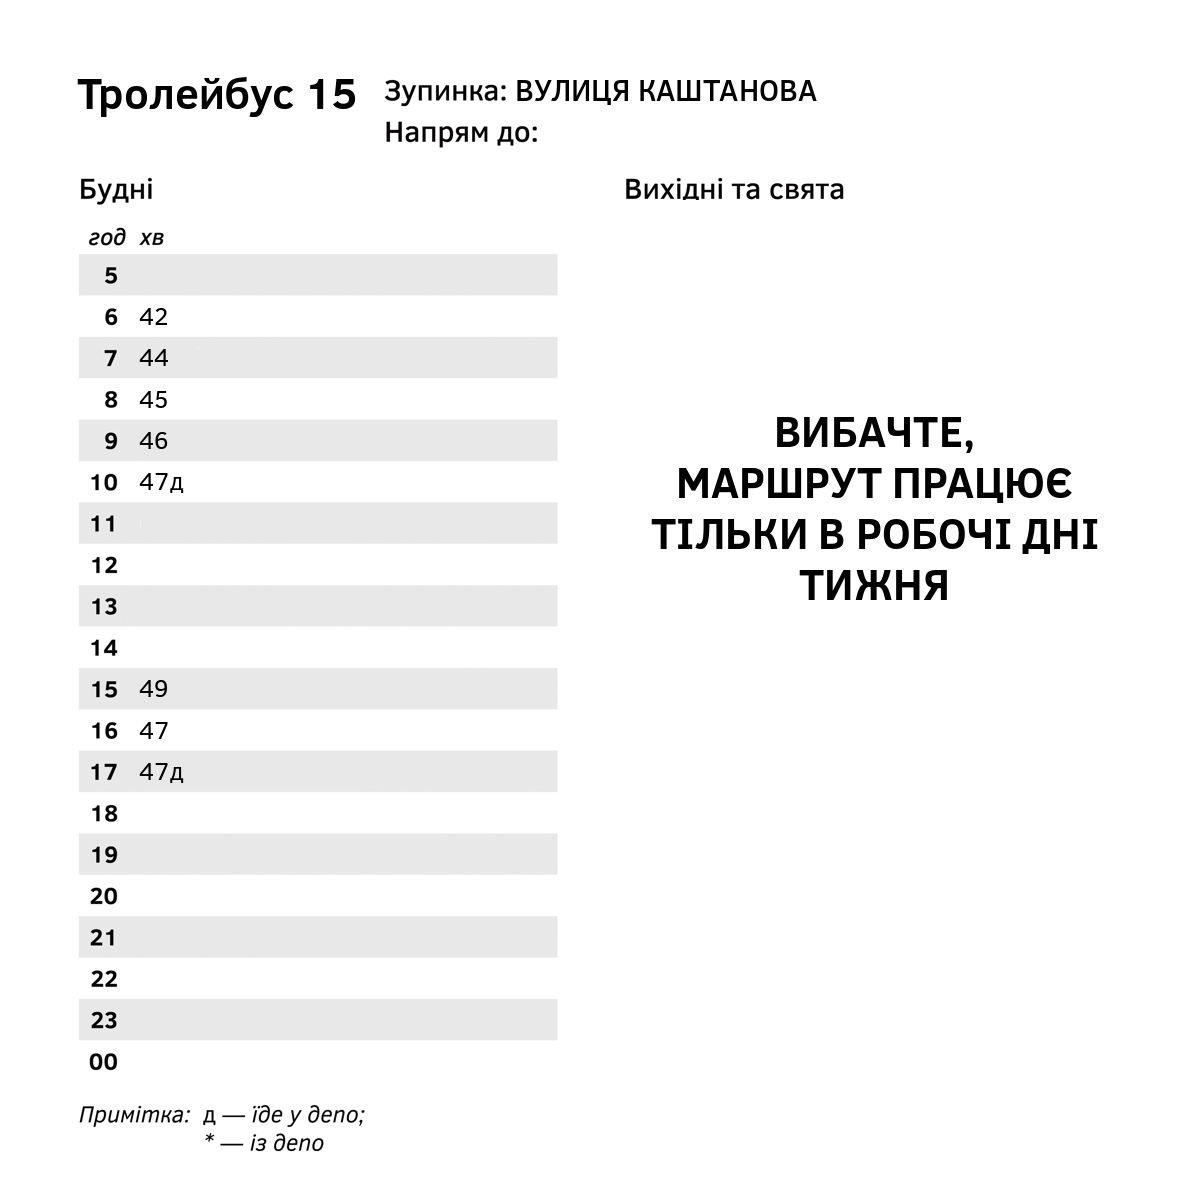 Тролейбус 15
Зупинка: ВУЛИЦЯ КАШТАНОВА
Напрям до:
Будні
год хв
5
6 42
7 44
8 45
9 46
10 47д
11
12
13
14
15 49
16 47
17 47д
18
19
20
21
22
23
00
Примітка: д — їде у депо;
* — із депо
Вихідні та свята
ВИБАЧТЕ,
МАРШРУТ ПРАЦЮЄ
ТІЛЬКИ В РОБОЧІ ДНІ
ТИЖНЯ